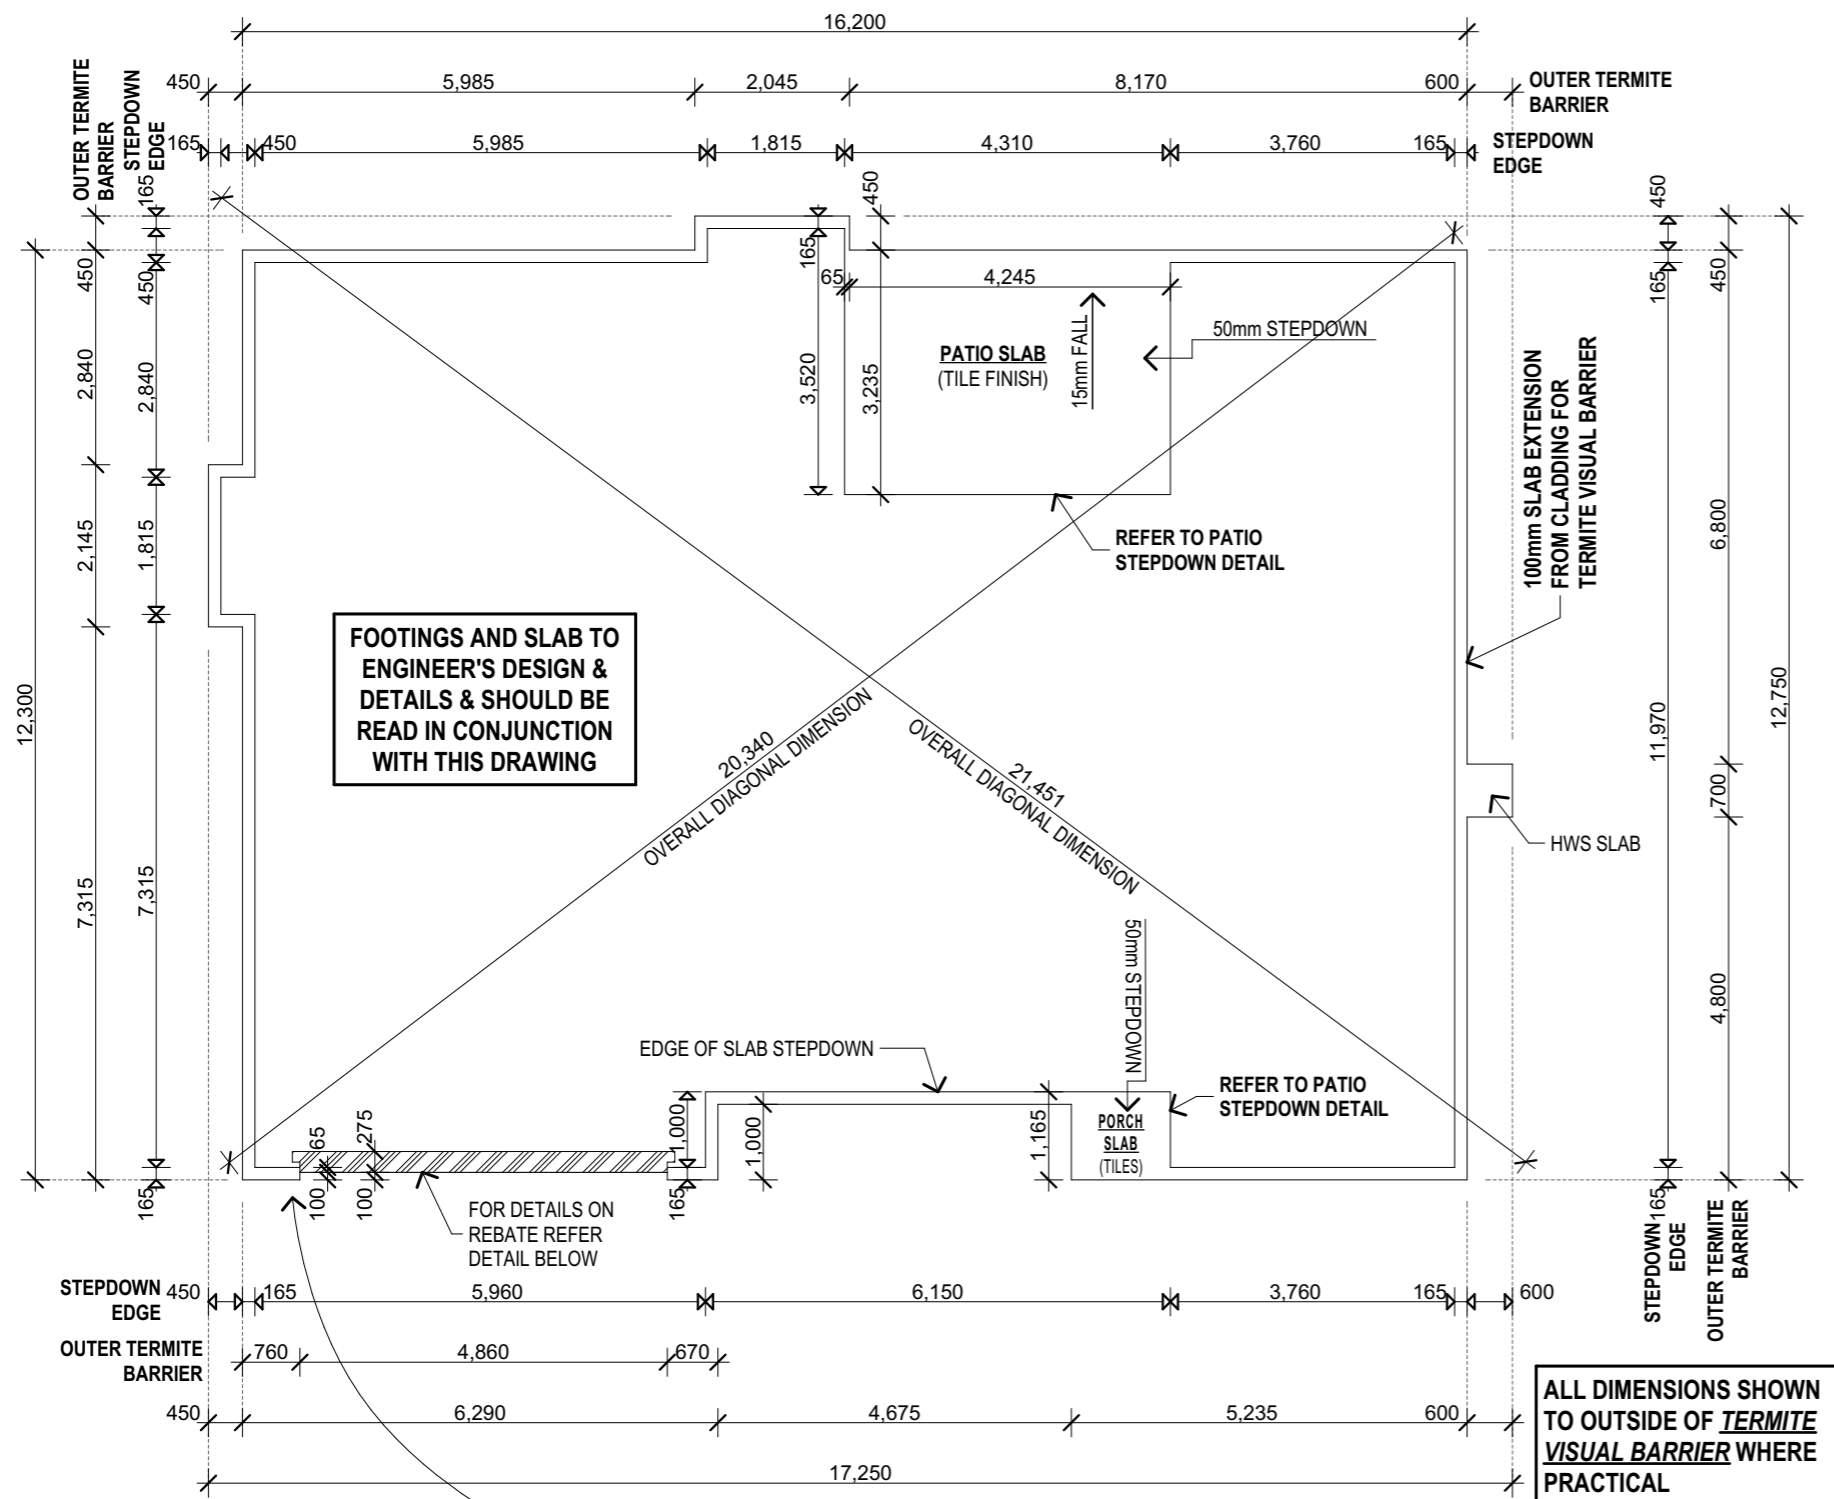 16,200
450
5,985
2,045
8,170
600
OUTER TERMITE
BARRIER
165
450
5,985
1,815
4,310
3,760
165
STEPDOWN
EDGE
OUTER TERMITE
BARRIER
STEPDOWN
EDGE
165
450
450
2,840
2,840
2,145
1,815
12,300
7,315
7,315
165
450
165
65
4,245
3,520
3,235
PATIO SLAB
(TILE FINISH)
15mm FALL
50mm STEPDOWN
REFER TO PATIO
STEPDOWN DETAIL
100mm SLAB EXTENSION
FROM CLADDING FOR
TERMITE VISUAL BARRIER
450
165
450
6,800
11,970
12,750
700
4,800
HWS SLAB
165
STEPDOWN
EDGE
OUTER TERMITE
BARRIER
FOOTINGS AND SLAB TO
ENGINEER'S DESIGN &
DETAILS & SHOULD BE
READ IN CONJUNCTION
WITH THIS DRAWING
20,340
OVERALL DIAGONAL DIMENSION
21,451
OVERALL DIAGONAL DIMENSION
EDGE OF SLAB STEPDOWN
50mm STEPDOWN
REFER TO PATIO
STEPDOWN DETAIL
PORCH
SLAB
(TILES)
65
275
100
100
1,000
165
1,000
1,165
FOR DETAILS ON
REBATE REFER
DETAIL BELOW
STEPDOWN
EDGE
450
165
5,960
6,150
3,760
165
600
OUTER TERMITE
BARRIER
760
4,860
670
450
6,290
4,675
5,235
600
17,250
ALL DIMENSIONS SHOWN
TO OUTSIDE OF TERMITE
VISUAL BARRIER WHERE
PRACTICAL